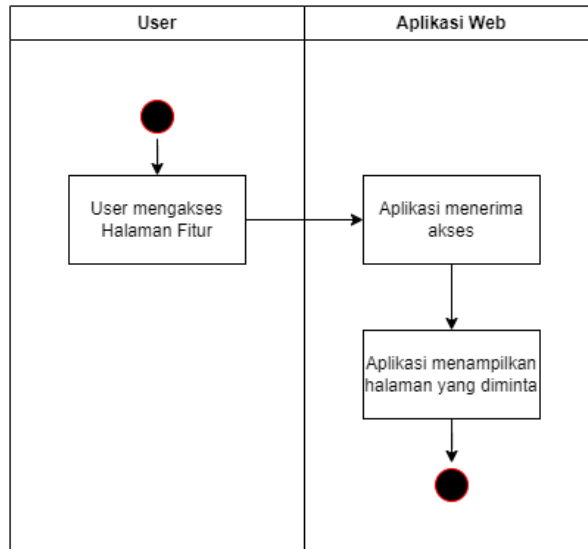 User
Aplikasi Web
User mengakses
Halaman Fitur
Aplikasi menerima
akses
Aplikasi menampilkan
halaman yang diminta